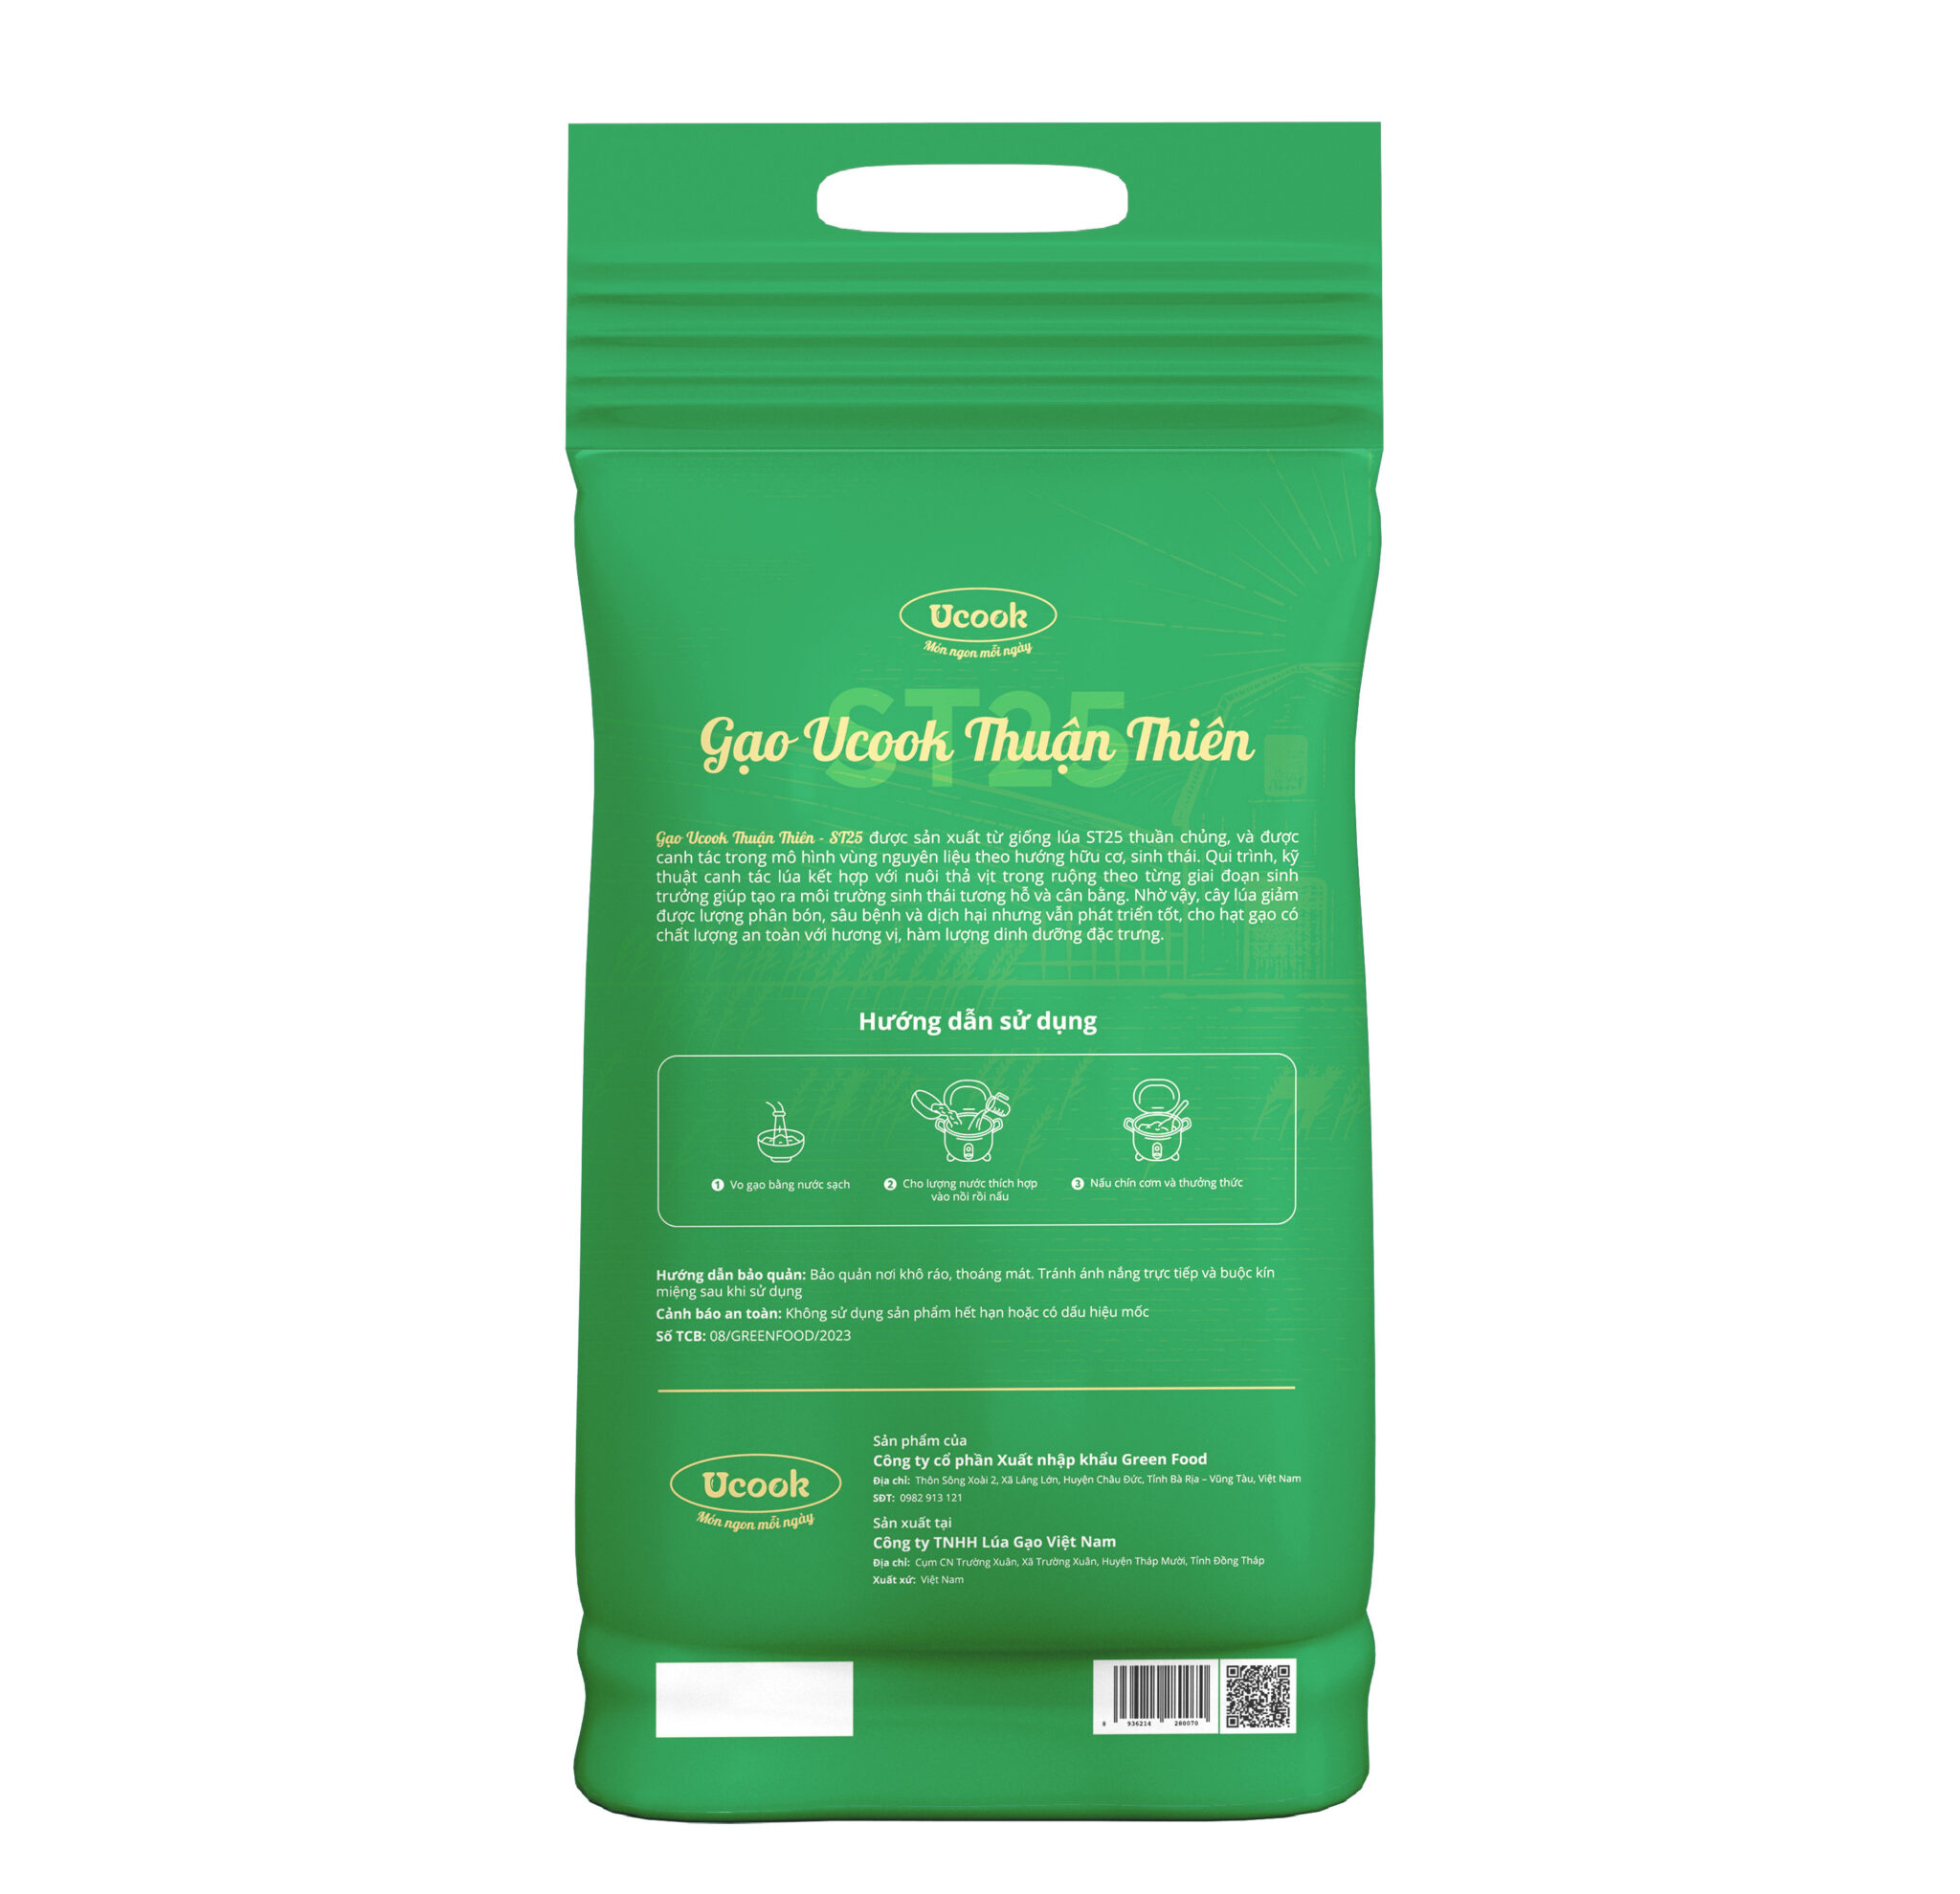 Ucook
Món ngon mỗi ngày
ST25
Gạo Ucook Thuận Thiên
Gạo Ucook Thuận Thiên - ST25 được sản xuất từ giống lúa ST25 thuần chủng, và được
canh tác trong mô hình vùng nguyên liệu theo hướng hữu cơ, sinh thái. Qui trình, kỹ
thuật canh tác lúa kết hợp với nuôi thả vịt trong ruộng theo từng giai đoạn sinh
trưởng giúp tạo ra môi trường sinh thái tương hỗ và cân bằng. Nhờ vậy, cây lúa giảm
được lượng phân bón, sâu bệnh và dịch hại nhưng vẫn phát triển tốt, cho hạt gạo có
chất lượng an toàn với hương vị, hàm lượng dinh dưỡng đặc trưng.
Hướng dẫn sử dụng
1 Vo gạo bằng nước sạch
2 Cho lượng nước thích hợp
vào nồi rồi nấu
3 Nấu chín cơm và thưởng thức
Hướng dẫn bảo quản: Bảo quản nơi khô ráo, thoáng mát. Tránh ánh nắng trực tiếp và buộc kín
miệng sau khi sử dụng
Cảnh báo an toàn: Không sử dụng sản phẩm hết hạn hoặc có dấu hiệu mốc
Số TCB: 08/GREENFOOD/2023
Ucook
Món ngon mỗi ngày
Sản phẩm của
Công ty cổ phần Xuất nhập khẩu Green Food
Địa chỉ: Thôn Sông Xoài 2, Xã Láng Lớn, Huyện Châu Đức, Tỉnh Bà Rịa – Vũng Tàu, Việt Nam
SĐT: 0982 913 121
Sản xuất tại
Công ty TNHH Lúa Gạo Việt Nam
Địa chỉ: Cụm CN Trường Xuân, Xã Trường Xuân, Huyện Tháp Mười, Tỉnh Đồng Tháp
Xuất xứ: Việt Nam
8 936214 280070